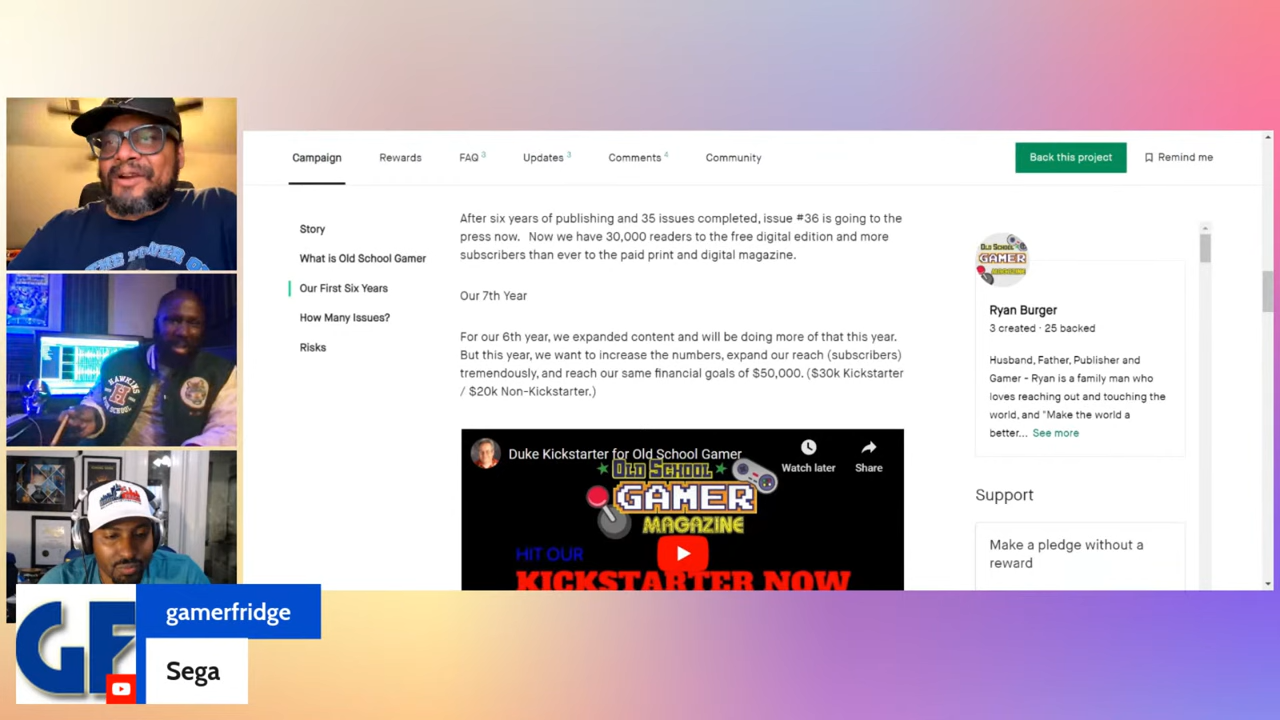 Campaign
Rewards
FAQ 3
Updates 3
Comments 4
Community
Back this project
Remind me
Story
What is Old School Gamer
Our First Six Years
How Many Issues?
Risks
After six years of publishing and 35 issues completed, issue #36 is going to the
press now. Now we have 30,000 readers to the free digital edition and more
subscribers than ever to the paid print and digital magazine.
Our 7th Year
For our 6th year, we expanded content and will be doing more of that this year.
But this year, we want to increase the numbers, expand our reach (subscribers)
tremendously, and reach our same financial goals of $50,000. ($30k Kickstarter
/ $20k Non-Kickstarter.)
Duke Kickstarter for Old School Gamer
Watch later
Share
OLD SCHOOL
GAMER
MAGAZINE
HIT OUR
KICKSTARTER NOW
OLD SCHOOL
GAMER
MAGAZINE
Ryan Burger
3 created · 25 backed
Husband, Father, Publisher and
Gamer - Ryan is a family man who
loves reaching out and touching the
world, and "Make the world a
better... See more
Support
Make a pledge without a
reward
HAWKINS
H
SCHOOL
GF
gamerfridge
Sega